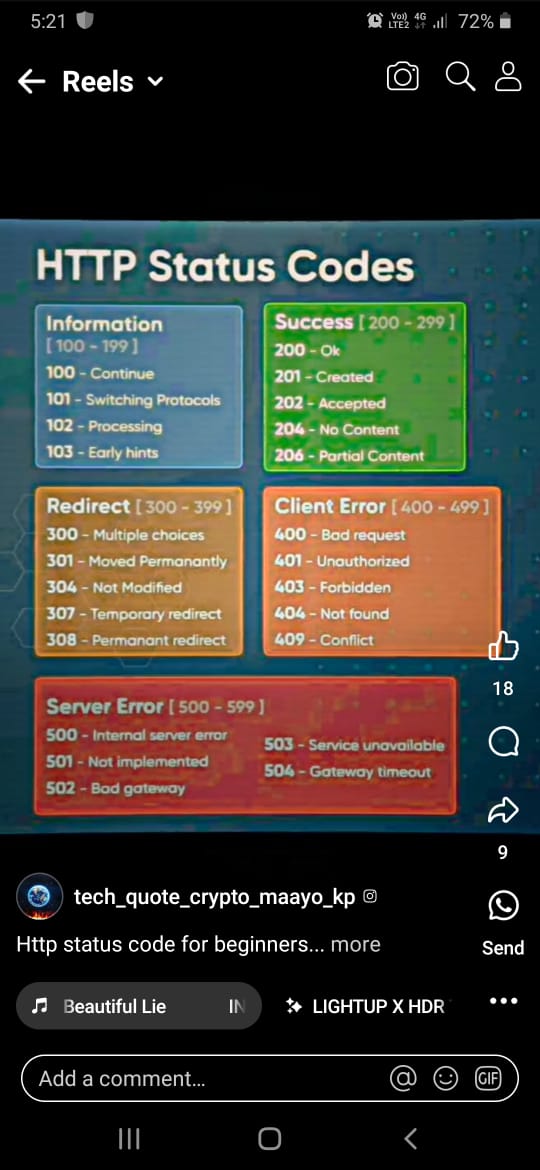 5:21
Vo)) 4G
LTE2
72%
Reels
HTTP Status Codes
Information
[ 100 - 199 ]
100 - Continue
101 - Switching Protocols
102 - Processing
103 - Early hints
Success [ 200 - 299 ]
200 - Ok
201 - Created
202 - Accepted
204 - No Content
206 - Partial Content
Redirect [ 300 - 399 ]
300 - Multiple choices
301 - Moved Permanantly
304 - Not Modified
307 - Temporary redirect
308 - Permanant redirect
Client Error [ 400 - 499 ]
400 - Bad request
401 - Unauthorized
403 - Forbidden
404 - Not found
409 - Conflict
18
Server Error [ 500 - 599 ]
500 - Internal server error
501 - Not implemented
502 - Bad gateway
503 - Service unavailable
504 - Gateway timeout
9
tech_quote_crypto_maayo_kp
Http status code for beginners... more
Send
Beautiful Lie IN
LIGHTUP X HDR
Add a comment...
@
GIF